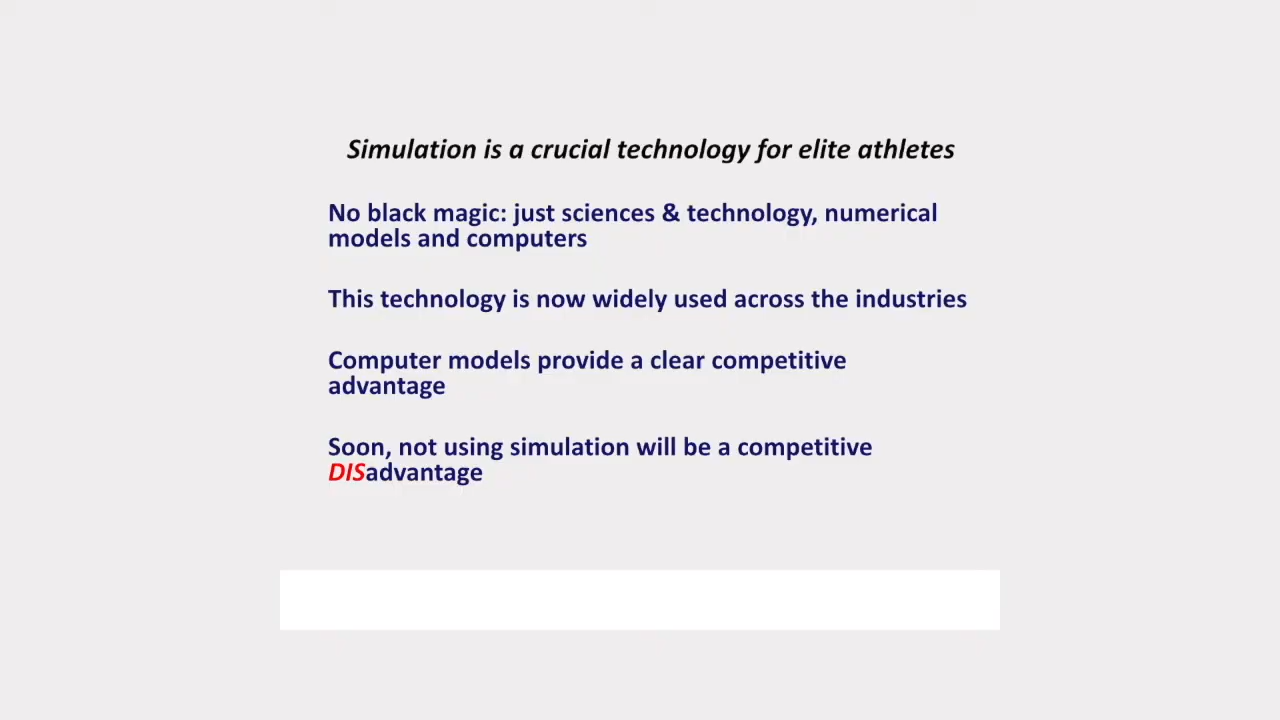 Simulation is a crucial technology for elite athletes
No black magic: just sciences & technology, numerical
models and computers
This technology is now widely used across the industries
Computer models provide a clear competitive
advantage
Soon, not using simulation will be a competitive
DISadvantage